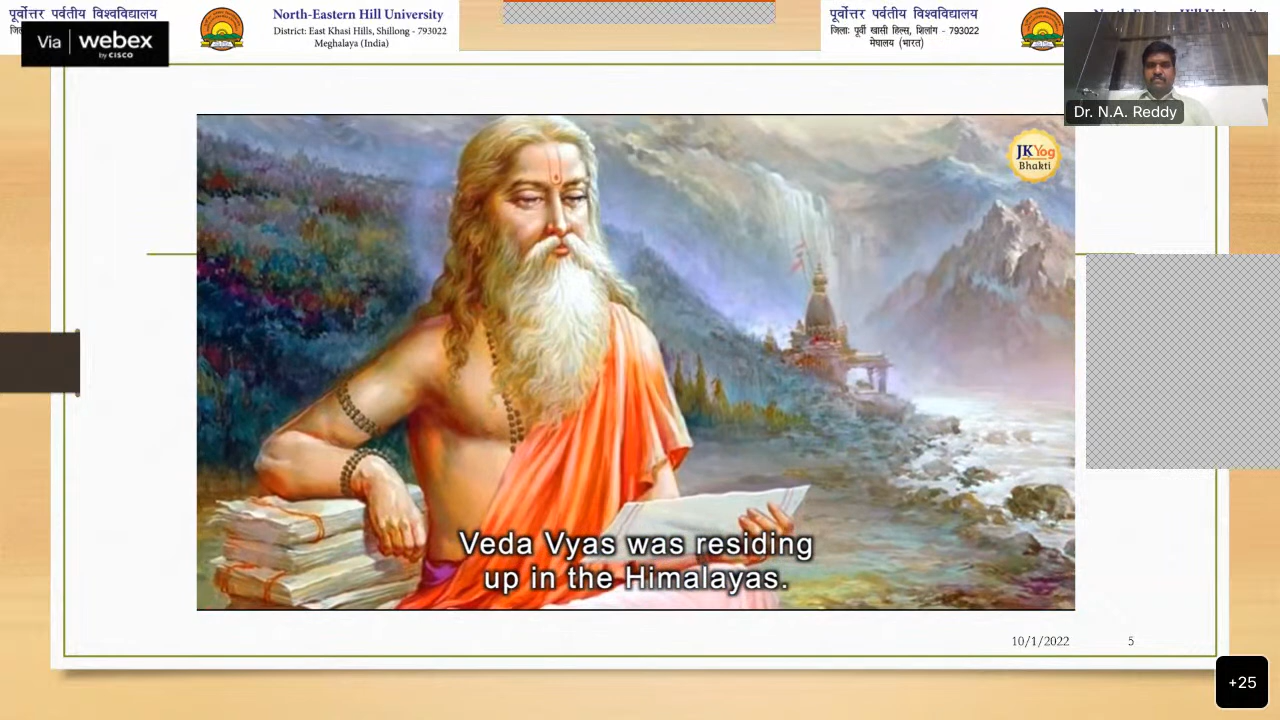 पूर्वोत्तर पर्वतीय विश्वविद्यालय
North-Eastern Hill University
District: East Khasi Hills, Shillong - 793022
Meghalaya (India)
पूर्वोत्तर पर्वतीय विश्वविद्यालय
जिला: पूर्वी खासी हिल्स, शिलांग - 793022
मेघालय (भारत)
Via webex
by CISCO
Dr. N.A. Reddy
JKYog
Bhakti
Veda Vyas was residing
up in the Himalayas.
10/1/2022
5
+25